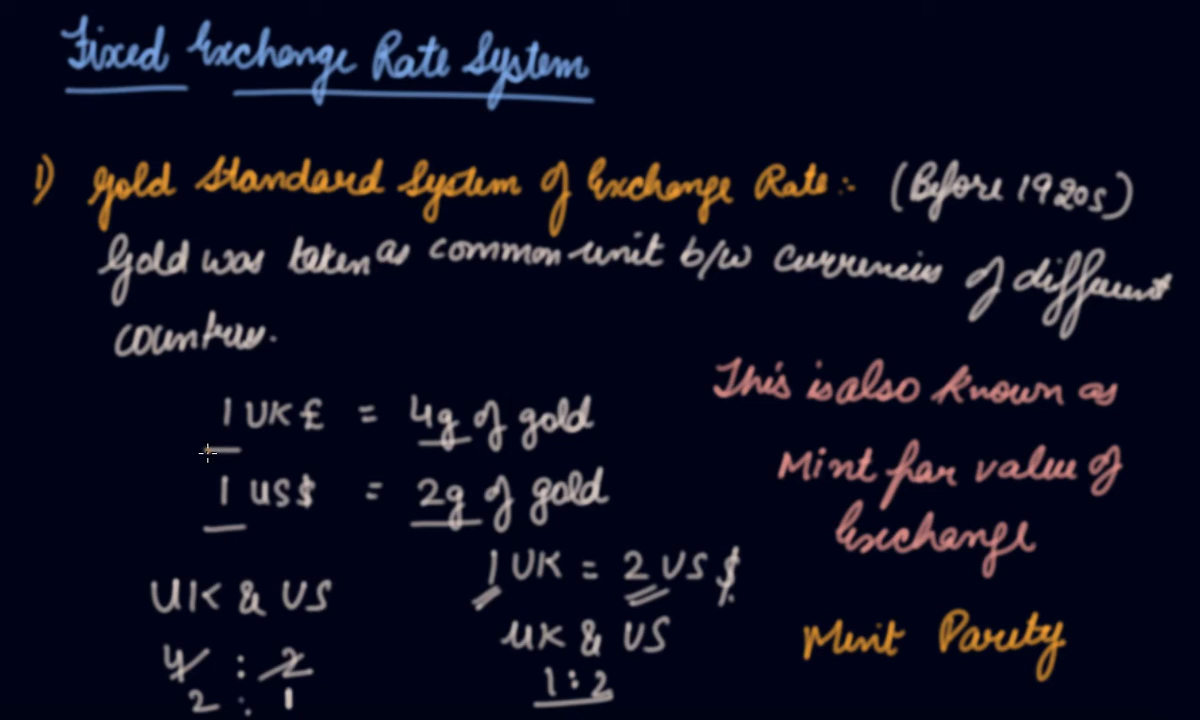 Fixed Exchange Rate System
1) Gold Standard System of Exchange Rate :- (Before 1920s)
Gold was taken as common unit b/w currencies of different
countries.
1 UK £ = 4g of gold
1 US $ = 2g of gold
1 UK = 2 US $
UK & US
4 : 2
2 : 1
UK & US
1 : 2
This is also known as
Mint par value of
Exchange
Mint Parity